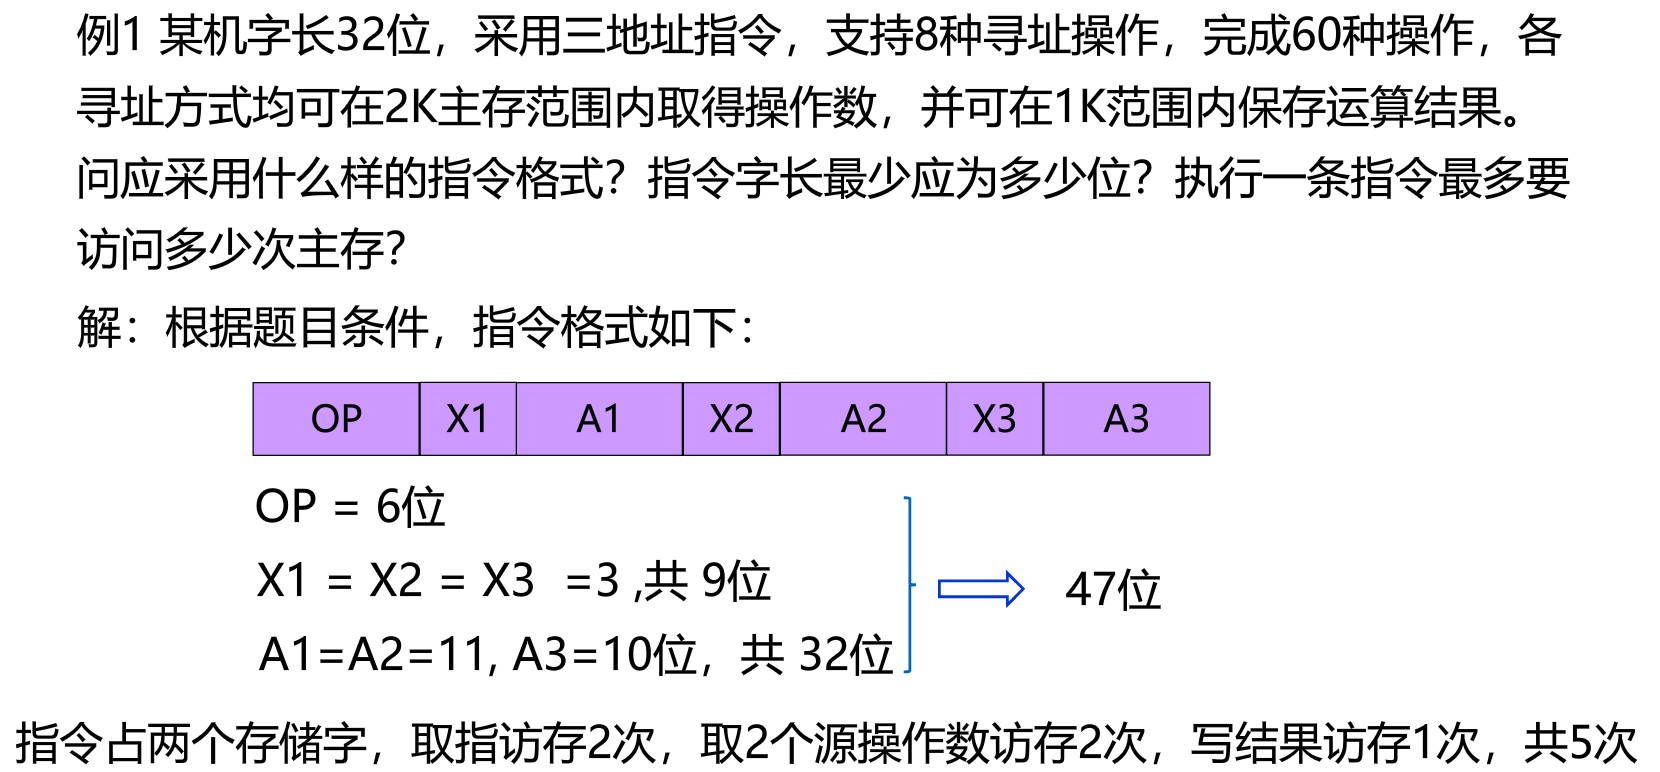 例1 某机字长32位，采用三地址指令，支持8种寻址操作，完成60种操作，各
寻址方式均可在2K主存范围内取得操作数，并可在1K范围内保存运算结果。
问应采用什么样的指令格式？指令字长最少应为多少位？执行一条指令最多要
访问多少次主存？
解：根据题目条件，指令格式如下：
OP X1 A1 X2 A2 X3 A3
OP = 6位
X1 = X2 = X3 =3 ,共 9位
47位
A1=A2=11, A3=10位，共 32位
指令占两个存储字，取指访存2次，取2个源操作数访存2次，写结果访存1次，共5次